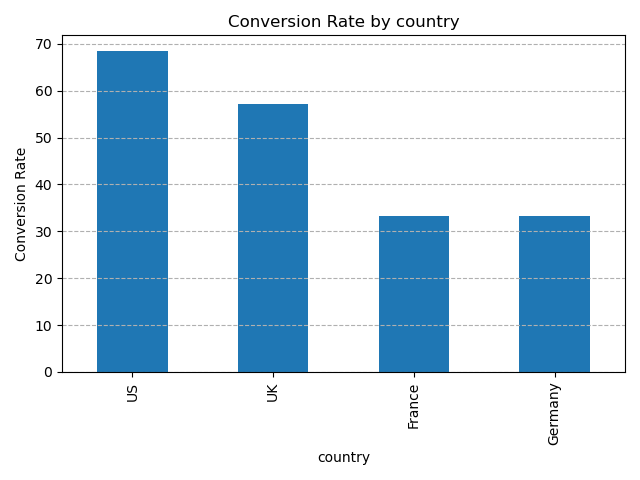 Conversion Rate by country
Conversion Rate
70
60
50
40
30
20
10
0
US
UK
France
Germany
country